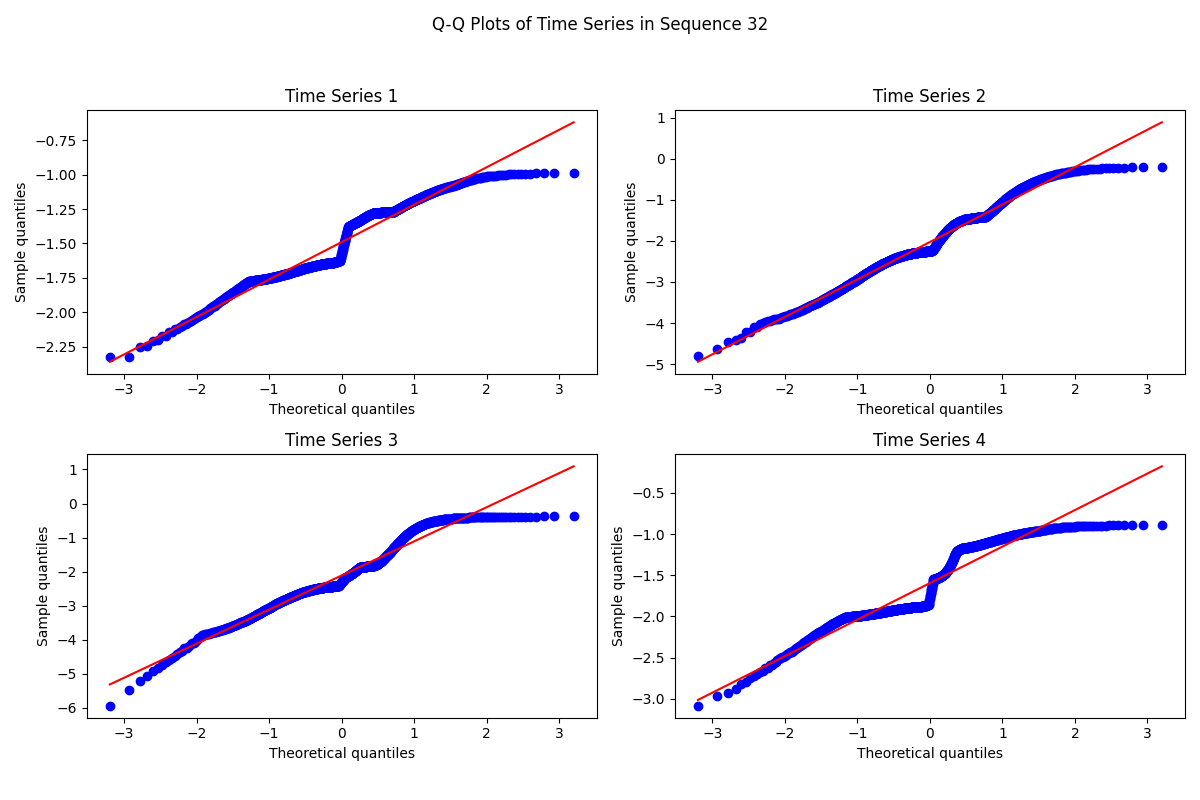 Q-Q Plots of Time Series in Sequence 32
Time Series 1
Sample quantiles
−0.75
−1.00
−1.25
−1.50
−1.75
−2.00
−2.25
−3 −2 −1 0 1 2 3
Theoretical quantiles
Time Series 2
Sample quantiles
1
0
−1
−2
−3
−4
−5
−3 −2 −1 0 1 2 3
Theoretical quantiles
Time Series 3
Sample quantiles
1
0
−1
−2
−3
−4
−5
−6
−3 −2 −1 0 1 2 3
Theoretical quantiles
Time Series 4
Sample quantiles
−0.5
−1.0
−1.5
−2.0
−2.5
−3.0
−3 −2 −1 0 1 2 3
Theoretical quantiles